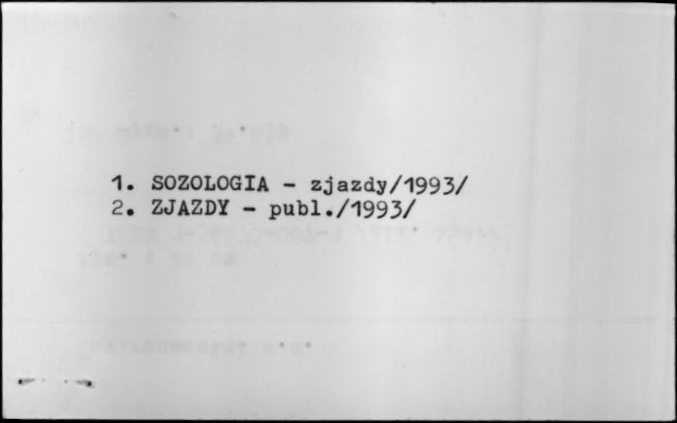 1. SOZOLOGIA - zjazdy/1993/
2. ZJAZDY - publ./1993/